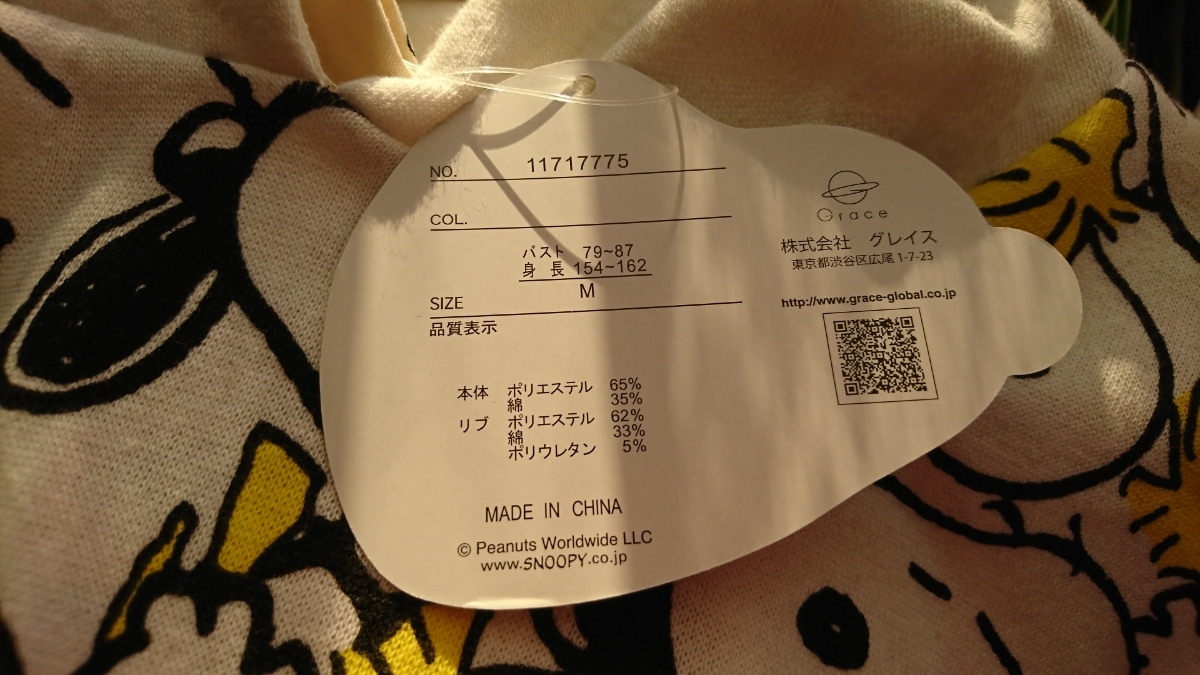 NO. 11717775
COL.
バスト 79~87
身 長 154~162
SIZE M
品質表示
本体 ポリエステル 65%
綿 35%
リブ ポリエステル 62%
綿 33%
ポリウレタン 5%
MADE IN CHINA
© Peanuts Worldwide LLC
www.SNOOPY.co.jp
Grace
株式会社 グレイス
東京都渋谷区広尾1-7-23
http://www.grace-global.co.jp